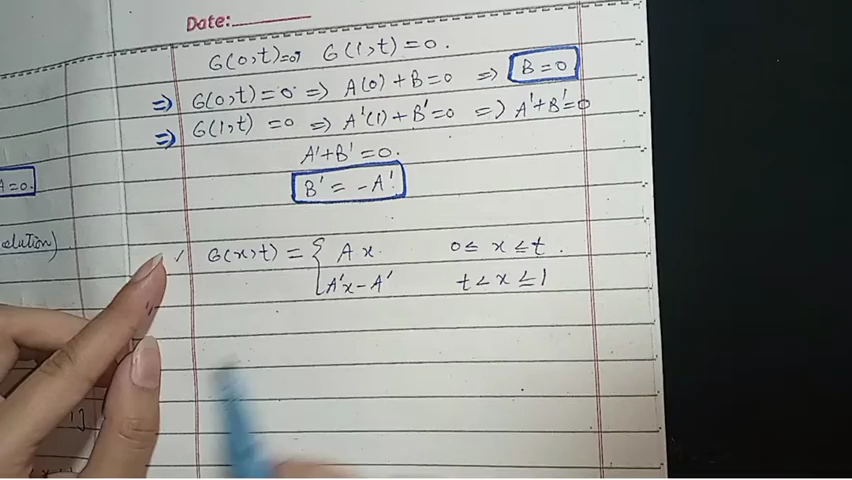 Date:
G(0,t)=0, G(1,t)=0.
=> G(0,t)=0 => A(0)+B=0 => B=0
=> G(1,t)=0 => A'(1)+B'=0 => A'+B'=0
A'+B'=0.
B' = -A'
A=0.
olution)
G(x,t) = { Ax 0≤ x ≤t .
A'x-A' t<x≤1